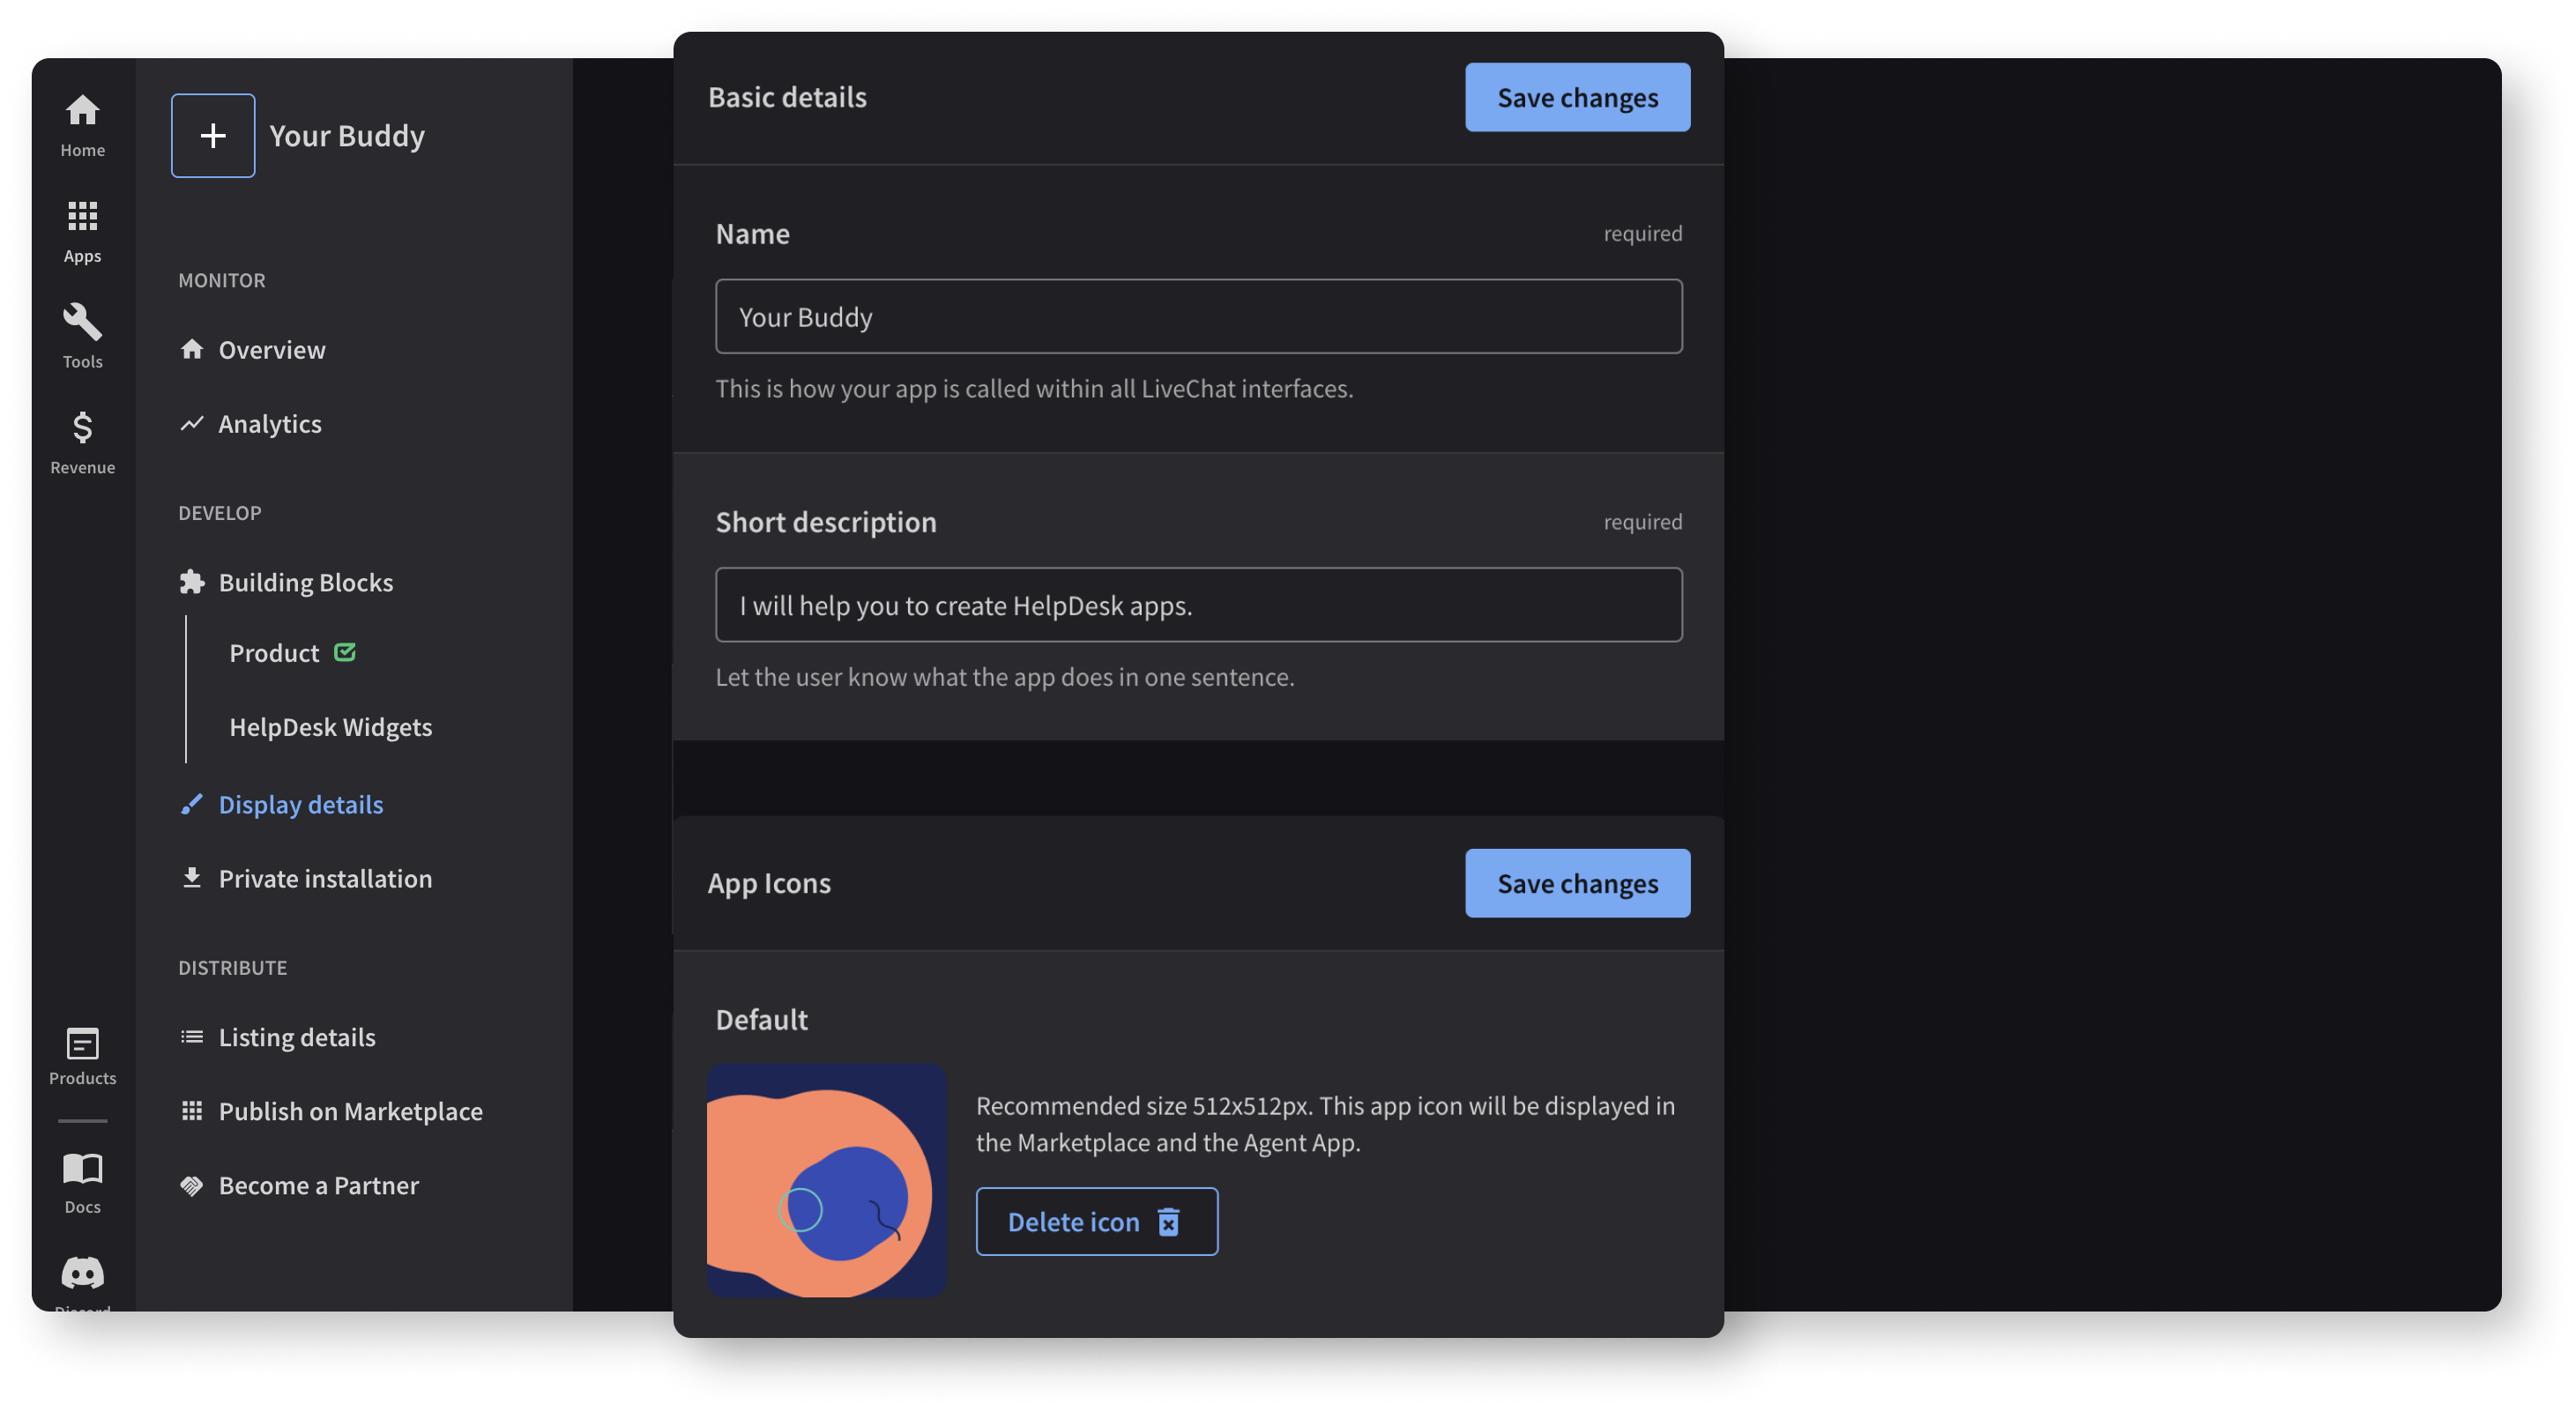 Home
Apps
Tools
Revenue
Products
Docs
Discord
Your Buddy
MONITOR
Overview
Analytics
DEVELOP
Building Blocks
Product
HelpDesk Widgets
Display details
Private installation
DISTRIBUTE
Listing details
Publish on Marketplace
Become a Partner
Basic details
Save changes
Name
required
Your Buddy
This is how your app is called within all LiveChat interfaces.
Short description
required
I will help you to create HelpDesk apps.
Let the user know what the app does in one sentence.
App Icons
Save changes
Default
Recommended size 512x512px. This app icon will be displayed in
the Marketplace and the Agent App.
Delete icon